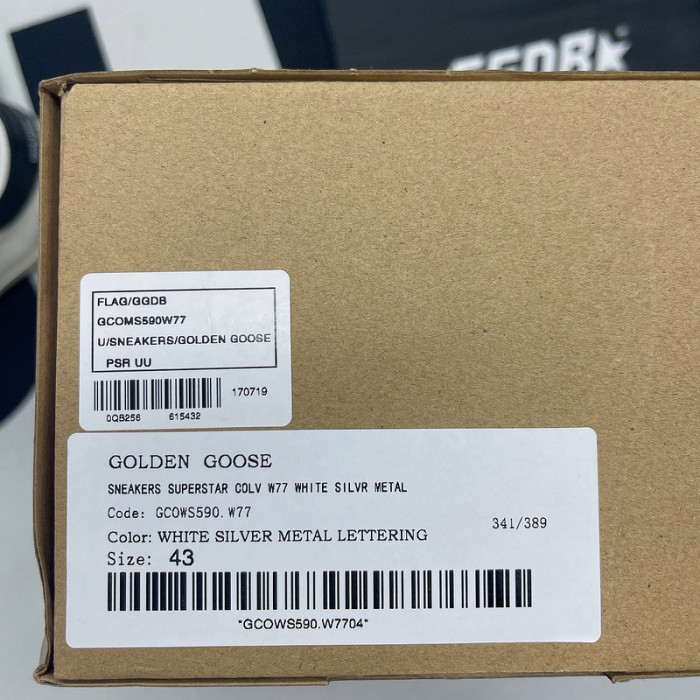 GGDB
FLAG/GGDB
GCOMS590W77
U/SNEAKERS/GOLDEN GOOSE
PSR UU
170719
0QB256 615432
GOLDEN GOOSE
SNEAKERS SUPERSTAR COLV W77 WHITE SILVR METAL
Code: GCOWS590.W77
341/389
Color: WHITE SILVER METAL LETTERING
Size: 43
*GCOWS590.W7704*